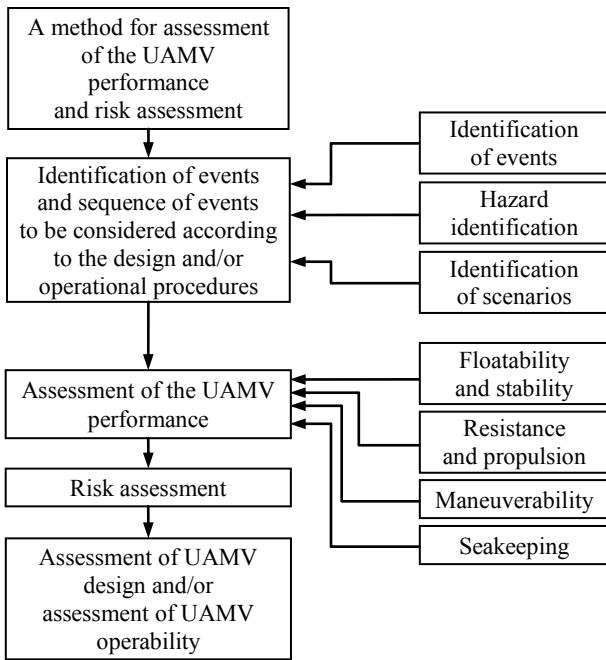 A method for assessment
of the UAMV
performance
and risk assessment
Identification of events
and sequence of events
to be considered according
to the design and/or
operational procedures
Identification
of events
Hazard
identification
Identification
of scenarios
Assessment of the UAMV
performance
Floatability
and stability
Resistance
and propulsion
Maneuverability
Seakeeping
Risk assessment
Assessment of UAMV
design and/or
assessment of UAMV
operability